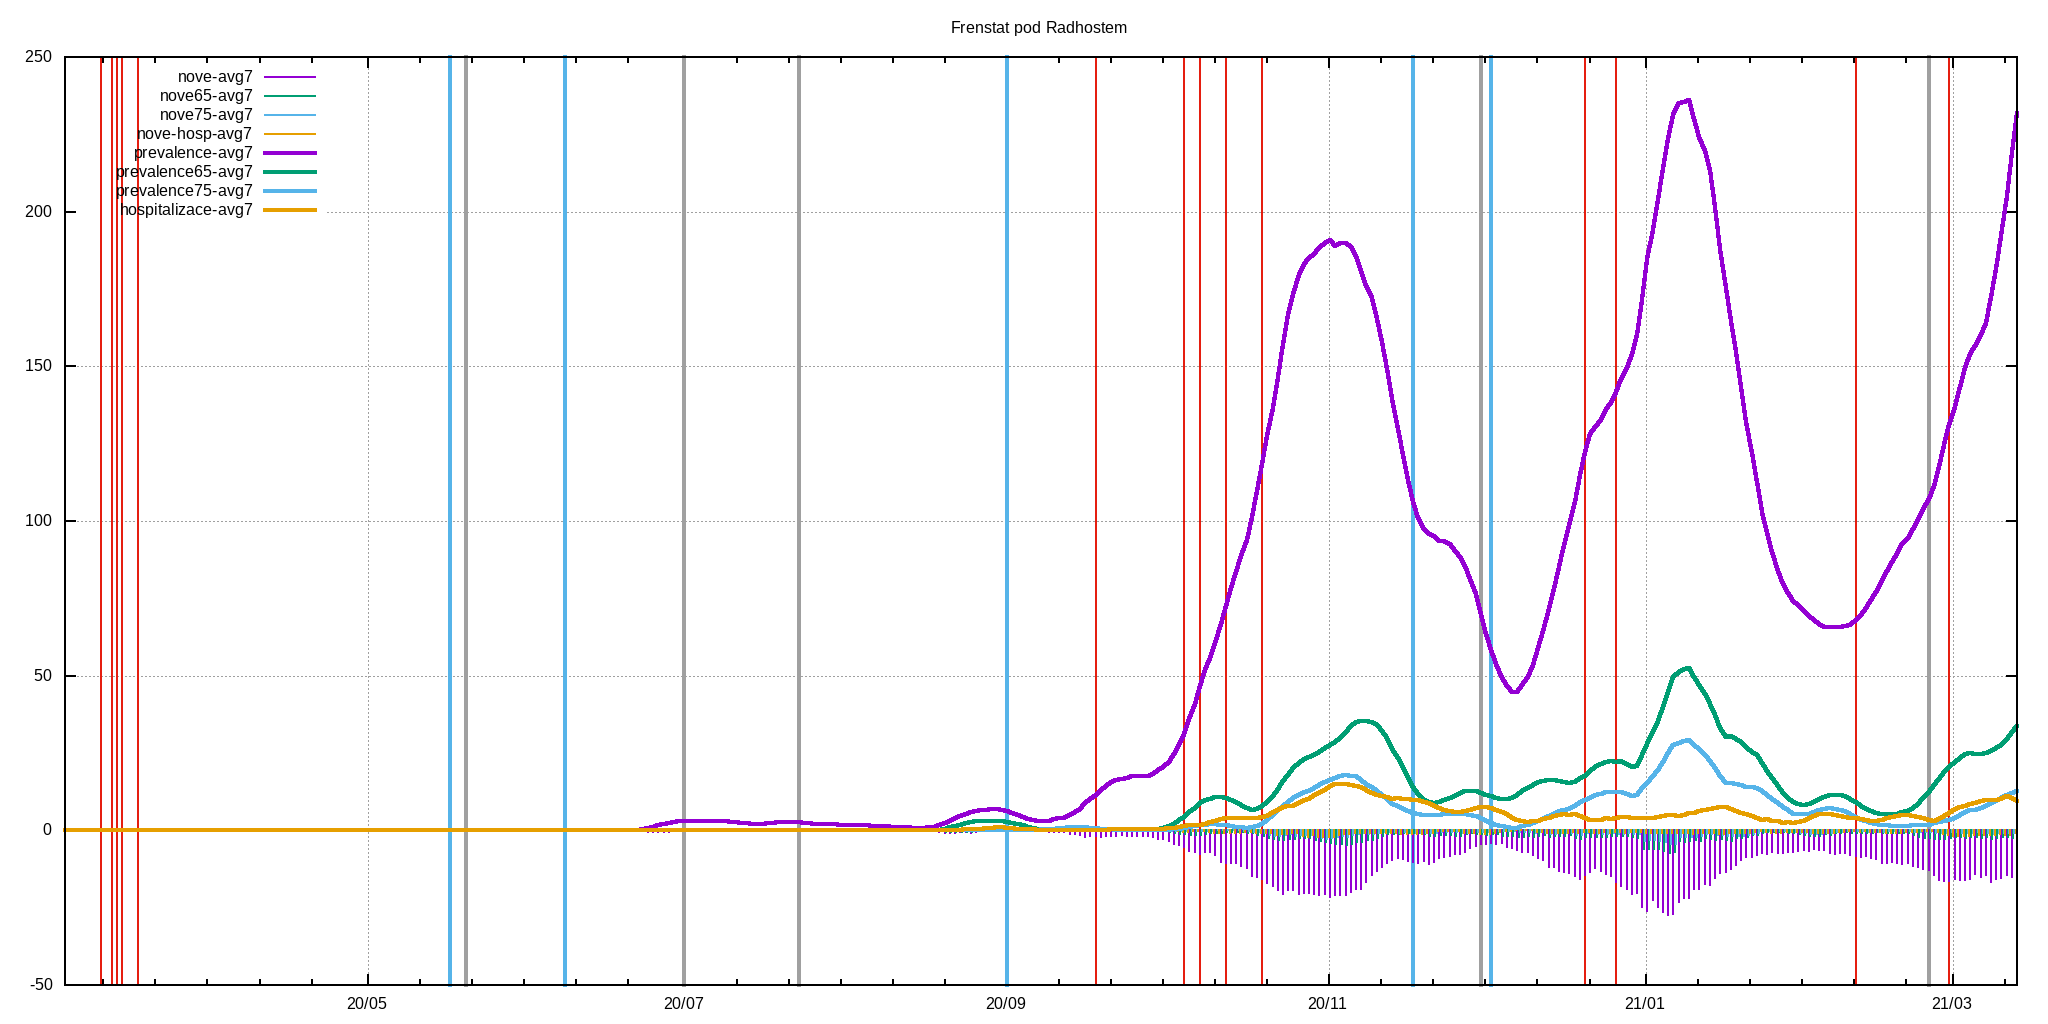 Frenstat pod Radhostem
250
200
150
100
50
0
-50
nove-avg7
nove65-avg7
nove75-avg7
nove-hosp-avg7
prevalence-avg7
prevalence65-avg7
prevalence75-avg7
hospitalizace-avg7
20/05
20/07
20/09
20/11
21/01
21/03